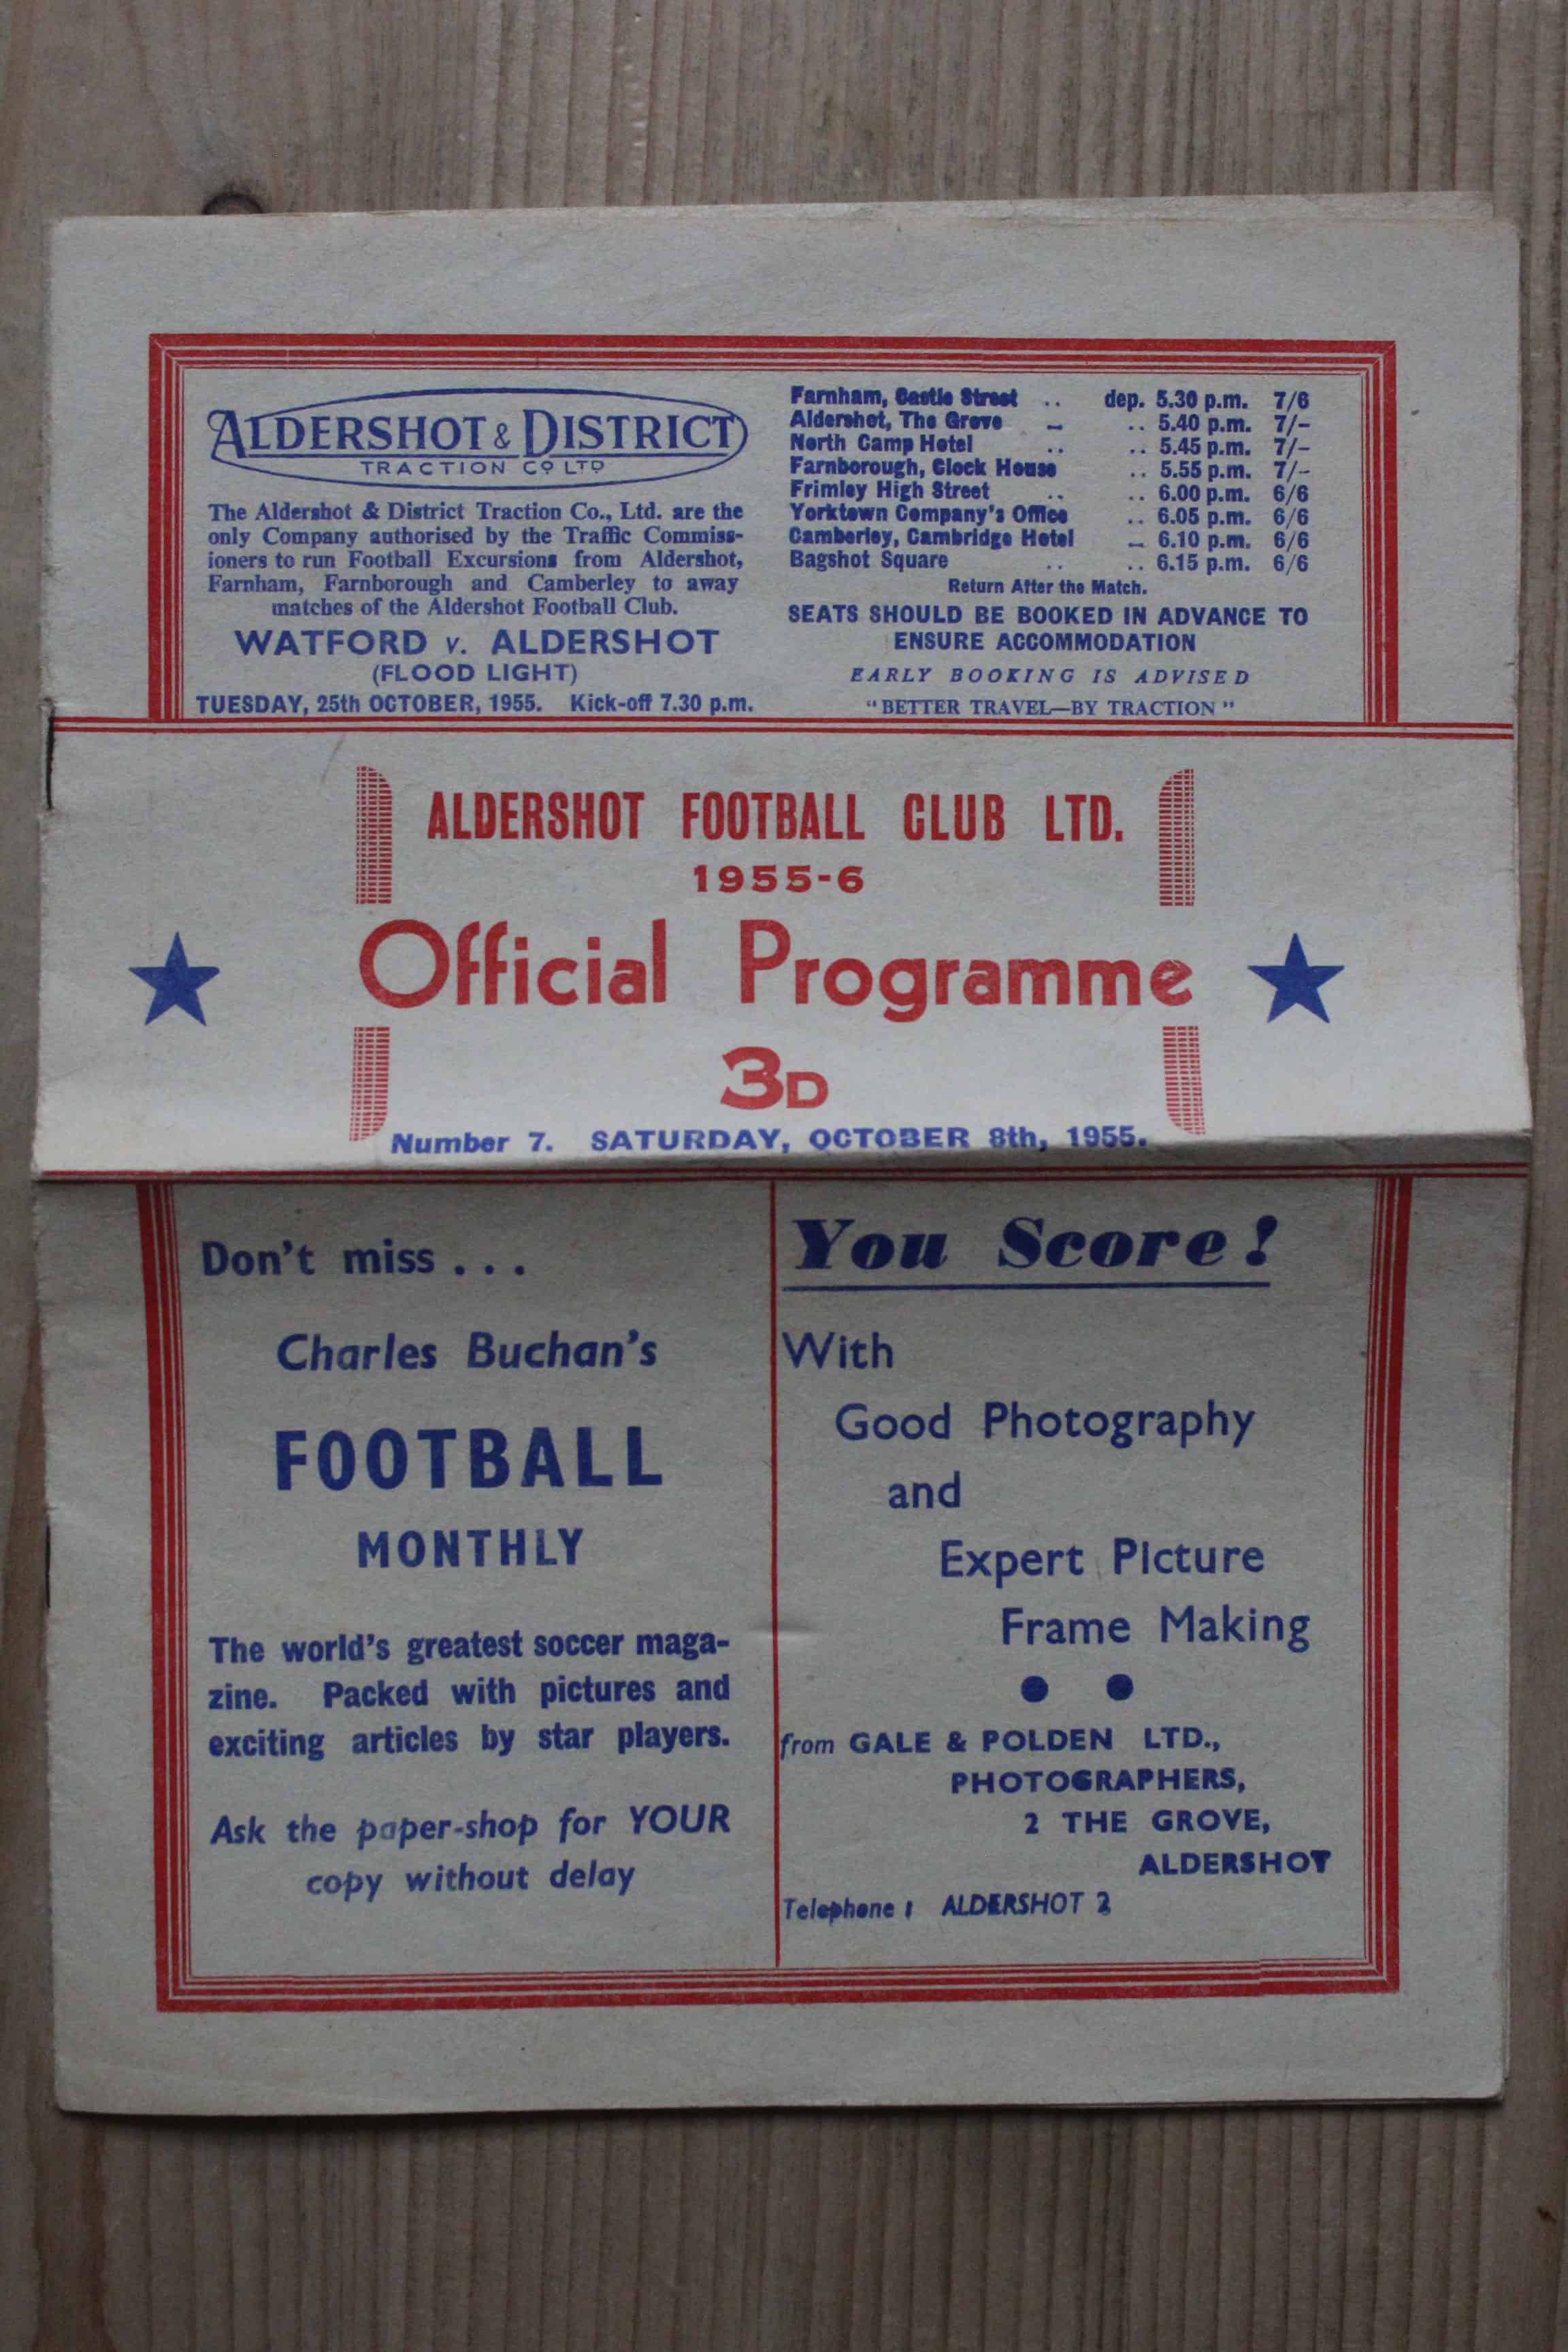 ALDERSHOT & DISTRICT
TRACTION CO LTD
The Aldershot & District Traction Co., Ltd. are the
only Company authorised by the Traffic Commiss-
ioners to run Football Excursions from Aldershot,
Farnham, Farnborough and Camberley to away
matches of the Aldershot Football Club.
WATFORD v. ALDERSHOT
(FLOOD LIGHT)
TUESDAY, 25th OCTOBER, 1955. Kick-off 7.30 p.m.
Farnham, Castle Street .. dep. 5.30 p.m. 7/6
Aldershot, The Grove .. .. 5.40 p.m. 7/-
North Camp Hotel .. .. 5.45 p.m. 7/-
Farnborough, Clock House .. 5.55 p.m. 7/-
Frimley High Street .. .. 6.00 p.m. 6/6
Yorktown Company's Office .. 6.05 p.m. 6/6
Camberley, Cambridge Hotel .. 6.10 p.m. 6/6
Bagshot Square .. .. 6.15 p.m. 6/6
Return After the Match.
SEATS SHOULD BE BOOKED IN ADVANCE TO
ENSURE ACCOMMODATION
EARLY BOOKING IS ADVISED
"BETTER TRAVEL—BY TRACTION"
ALDERSHOT FOOTBALL CLUB LTD.
1955-6
Official Programme
3D
Number 7. SATURDAY, OCTOBER 8th, 1955.
Don't miss . . .
Charles Buchan's
FOOTBALL
MONTHLY
The world's greatest soccer maga-
zine. Packed with pictures and
exciting articles by star players.
Ask the paper-shop for YOUR
copy without delay
You Score!
With
Good Photography
and
Expert Picture
Frame Making
from GALE & POLDEN LTD.,
PHOTOGRAPHERS,
2 THE GROVE,
ALDERSHOT
Telephone : ALDERSHOT 2